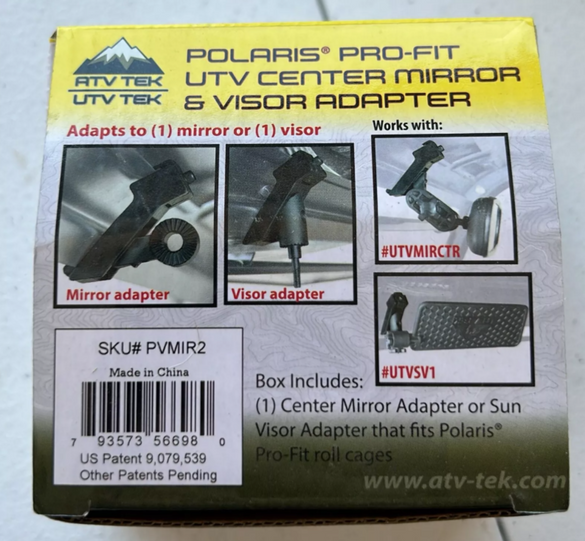 ATV TEK
UTV TEK
POLARIS® PRO-FIT
UTV CENTER MIRROR
& VISOR ADAPTER
Adapts to (1) mirror or (1) visor
Mirror adapter
Visor adapter
Works with:
#UTVMIRCTR
#UTVSV1
SKU# PVMIR2
Made in China
7 93573 56698 0
US Patent 9,079,539
Other Patents Pending
Box Includes:
(1) Center Mirror Adapter or Sun
Visor Adapter that fits Polaris®
Pro-Fit roll cages
www.atv-tek.com